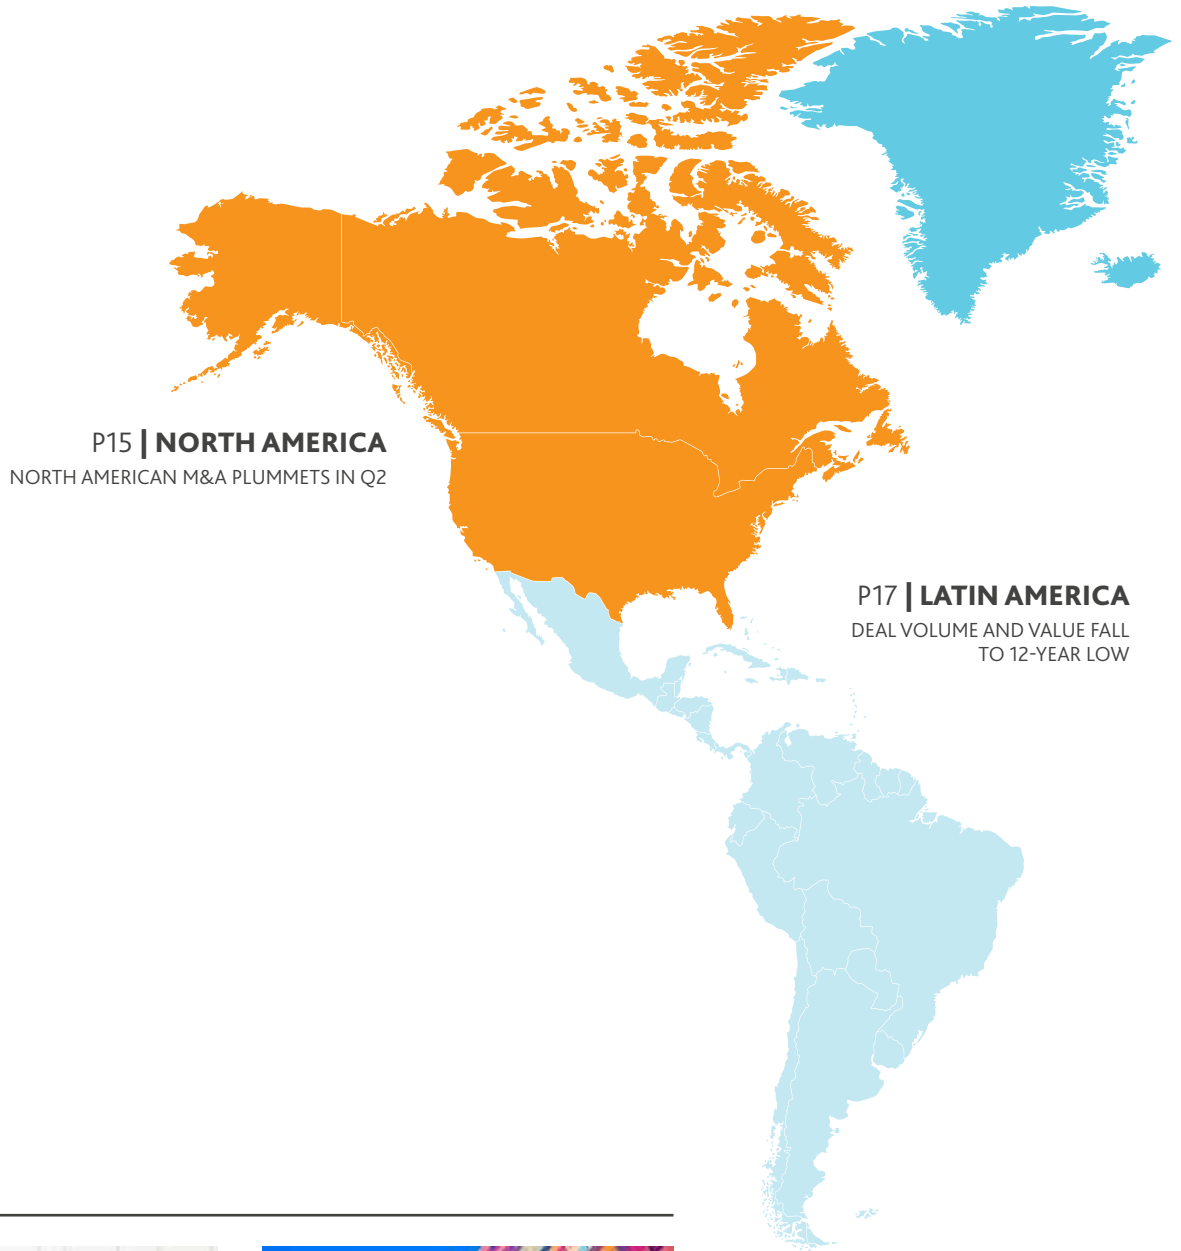 P15 | NORTH AMERICA
NORTH AMERICAN M&A PLUMMETS IN Q2
P17 | LATIN AMERICA
DEAL VOLUME AND VALUE FALL
TO 12-YEAR LOW